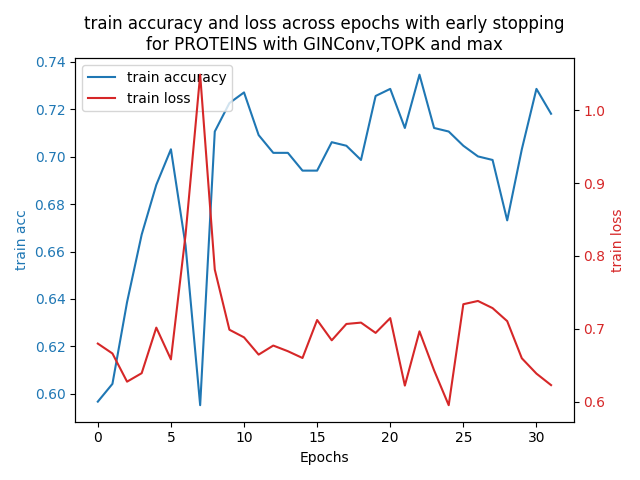 train accuracy and loss across epochs with early stopping
for PROTEINS with GINConv,TOPK and max
train accuracy
train loss
train acc
0.74
0.72
0.70
0.68
0.66
0.64
0.62
0.60
1.0
0.9
0.8
0.7
0.6
train loss
0 5 10 15 20 25 30
Epochs